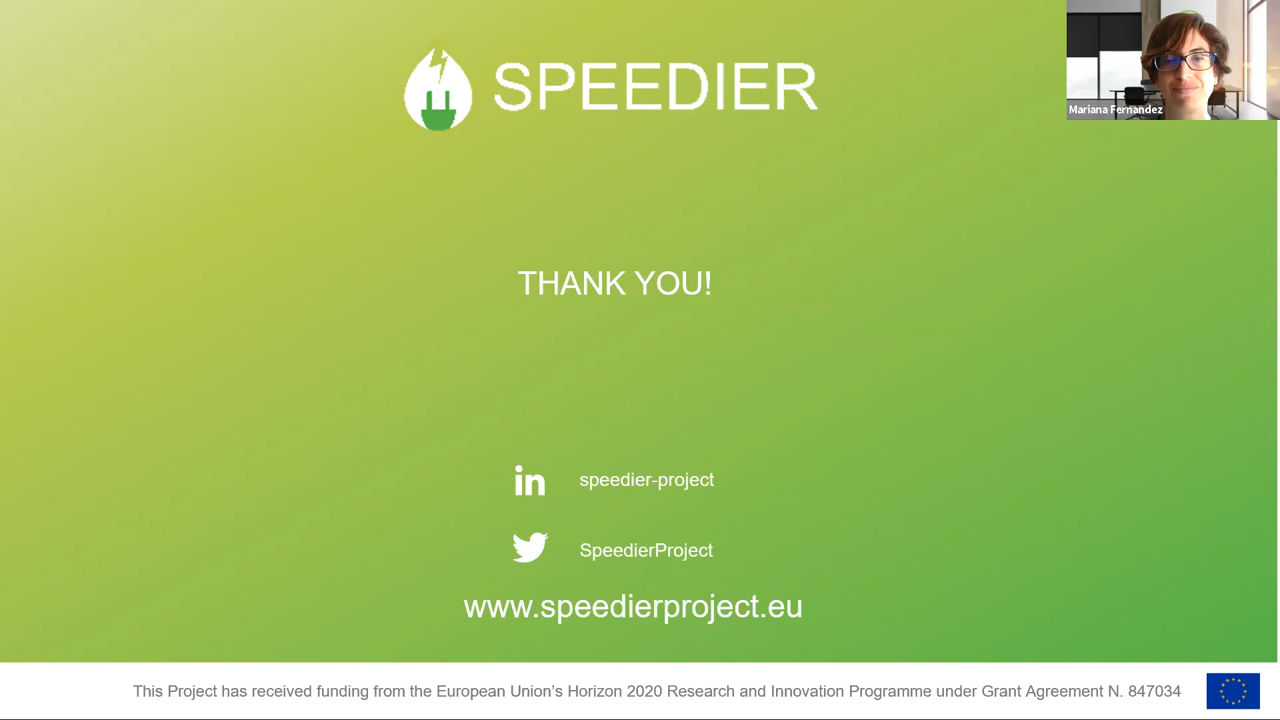 SPEEDIER
Mariana Fernandez
THANK YOU!
in speedier-project
SpeedierProject
www.speedierproject.eu
This Project has received funding from the European Union's Horizon 2020 Research and Innovation Programme under Grant Agreement N. 847034